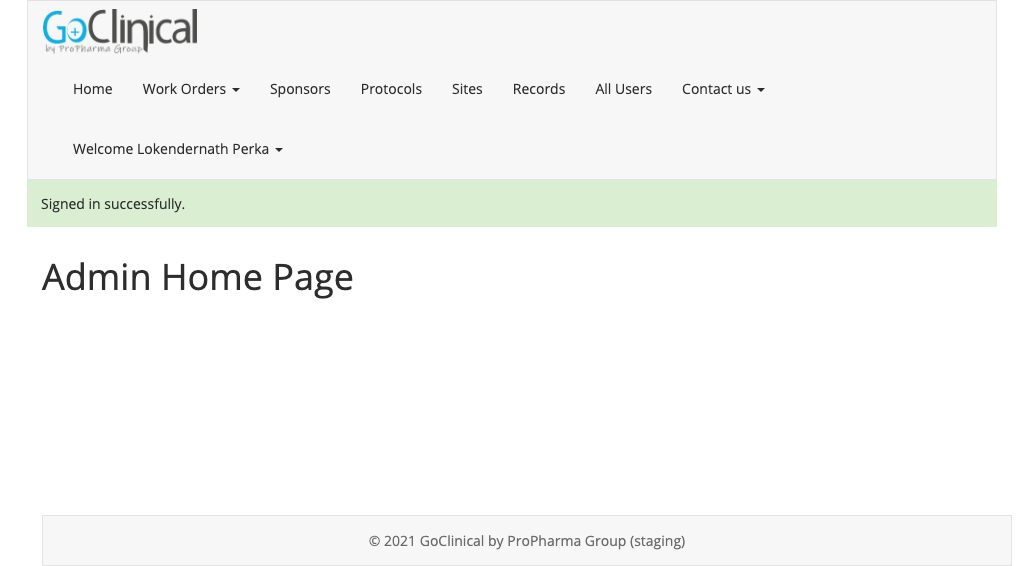 GoClinical
by ProPharma Group
Home Work Orders Sponsors Protocols Sites Records All Users Contact us
Welcome Lokendernath Perka
Signed in successfully.
Admin Home Page
© 2021 GoClinical by ProPharma Group (staging)